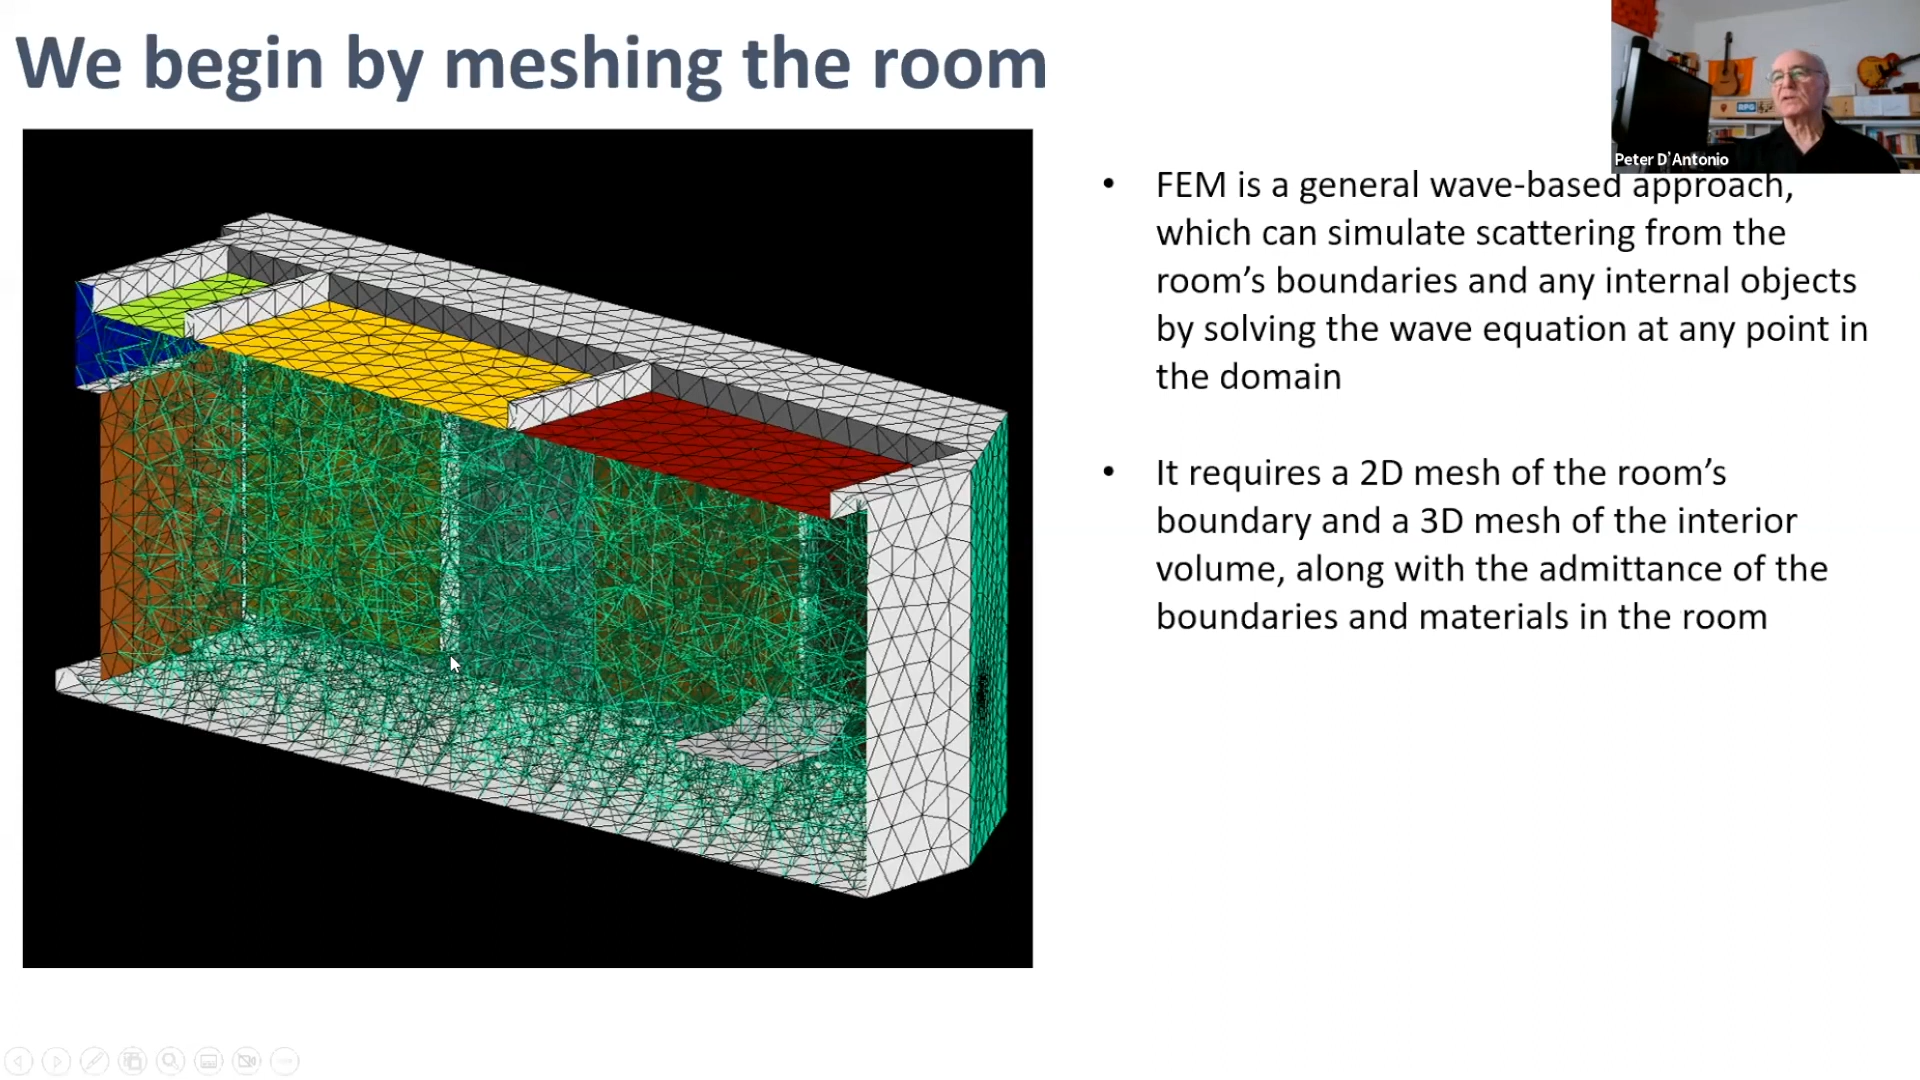 We begin by meshing the room
RPG
Peter D'Antonio
• FEM is a general wave-based approach,
which can simulate scattering from the
room’s boundaries and any internal objects
by solving the wave equation at any point in
the domain
• It requires a 2D mesh of the room’s
boundary and a 3D mesh of the interior
volume, along with the admittance of the
boundaries and materials in the room